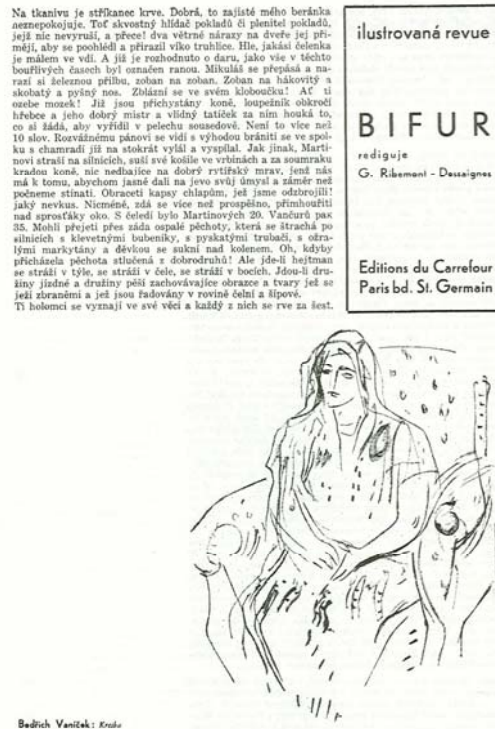 Na tkanivu je stříkanec krve. Dobrá, to zajisté mého beránka
neznepokojuje. Toť skvostný hlídač pokladů či plenitel pokladů,
jejž nic nevyruší, a přece! dva větrné nárazy na dveře jej při-
mějí, aby se poohlédl a přirazil víko truhlice. Hle, jakási čelenka
je málem ve vdí. A již je rozhodnuto o daru, jako vše v těchto
bouřlivých časech byl označen ranou. Mikuláš se přepásá a na-
razí si železnou přilbu, zoban na zoban. Zoban na hákovitý a
skobatý a pyšný nos. Zblázní se ve svém kloboučku! Ať ti
ozebe mozek! Již jsou přichystány koně, loupežník obkročí
hřebce a jeho dobrý mistr a vlídný tatíček za ním houká to,
co si žádá, aby vyřídil v pelechu sousedově. Není to více než
10 slov. Rozvážnému pánovi se vidí s výhodou brániti se ve spol-
ku s chamradí jíž na stokrát vylál a vyspílal. Jak jinak, Marti-
novi straší na silnicích, suší své košile ve vrbinách a za soumraku
kradou koně, nic nedbajíce na dobrý rytířský mrav, jenž nás
má k tomu, abychom jasně dali na jevo svůj úmysl a záměr než
počneme stínati. Obraceti kapsy chlapům, jež jsme odzbrojili!
jaký nevkus. Nicméně, zdá se více než prospěšno, přimhouřiti
nad sprosťáky oko. S čeledí bylo Martinových 20. Vančurů pak
35. Mohli přejeti přes záda ospalé pěchoty, která se štrachá po
silnicích s klevetnými bubeníky, s pyskatými trubači, s ožra-
lými markytány a děvkou se sukní nad kolenem. Oh, kdyby
přicházela pěchota stlučená z dobrodruhů! Ale jde-li hejtman
se stráží v týle, se stráží v čele, se stráží v bocích. Jdou-li dru-
žiny jízdné a družiny pěší zachovávajíce obrazce a tvary jež se
ježí zbraněmi a jež jsou řadovány v rovině čelní a šípové.
Ti holomci se vyznají ve své věci a každý z nich se rve za šest.
ilustrovaná revue
BIFUR
rediguje
G. Ribemont - Dessaignes
Editions du Carrefour
Paris bd. St. Germain
Bedřich Vaníček: Kresba